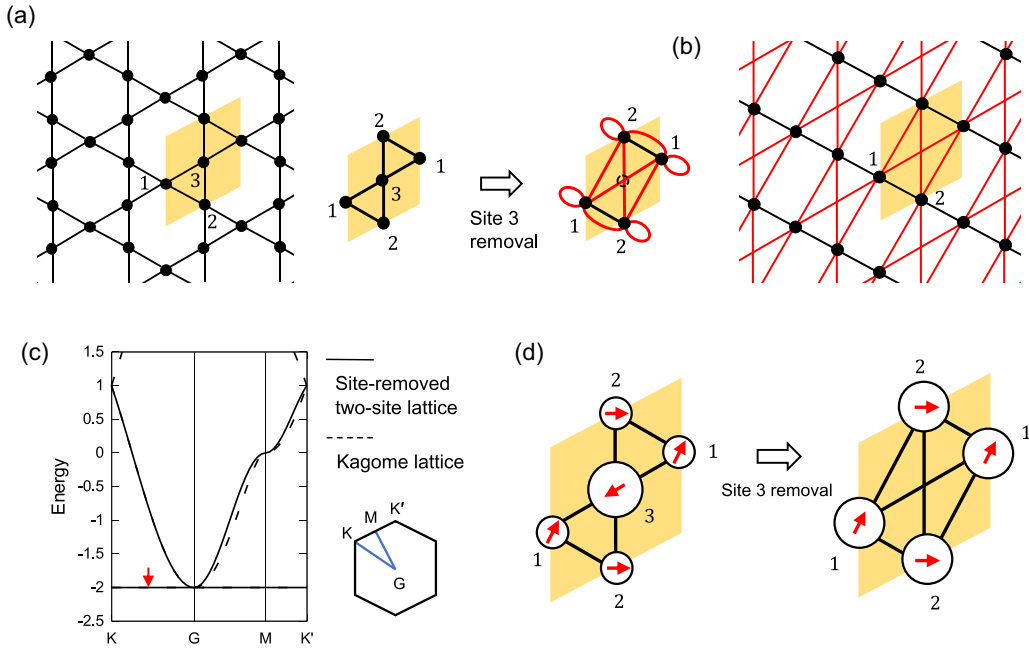 (a)
1
3
2
2
1
3
1
2
Site 3
removal
2
1
1
2
(b)
1
2
(c)
1.5
1
0.5
0
-0.5
-1
-1.5
-2
-2.5
Energy
K
G
M
K′
Site-removed
two-site lattice
Kagome lattice
K′
M
K
G
(d)
2
1
3
1
2
Site 3 removal
2
1
1
2